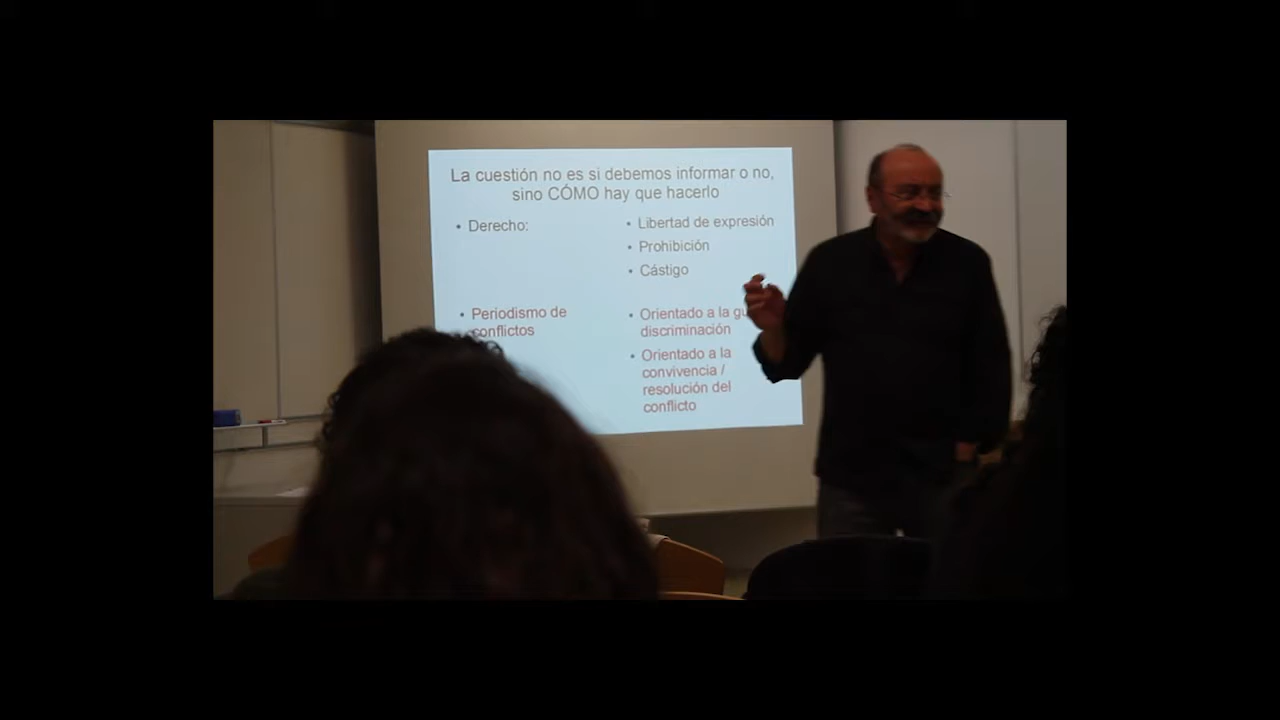 La cuestión no es si debemos informar o no,
sino CÓMO hay que hacerlo
• Derecho:
• Libertad de expresión
• Prohibición
• Cástigo
• Periodismo de
conflictos
• Orientado a la
discriminación
• Orientado a la
convivencia /
resolución del
conflicto